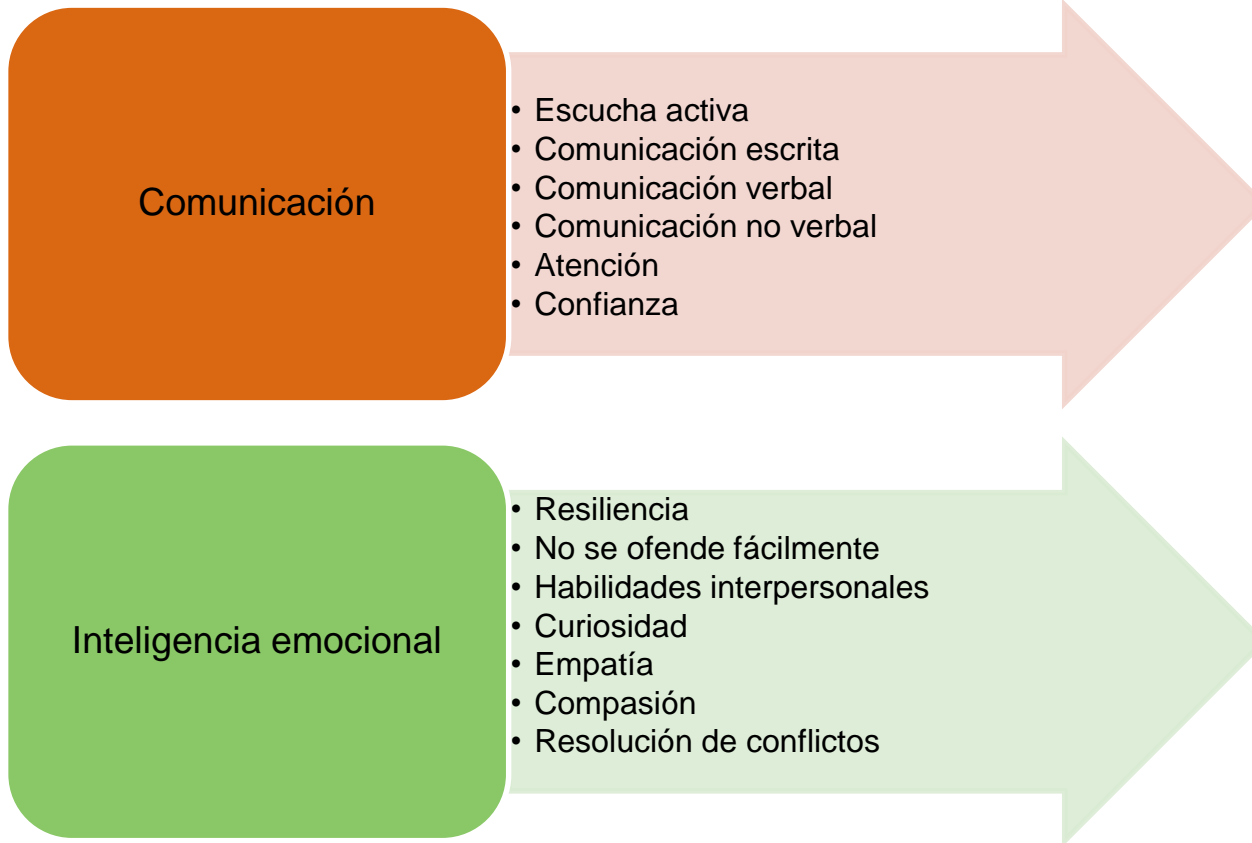 Comunicación
• Escucha activa
• Comunicación escrita
• Comunicación verbal
• Comunicación no verbal
• Atención
• Confianza
Inteligencia emocional
• Resiliencia
• No se ofende fácilmente
• Habilidades interpersonales
• Curiosidad
• Empatía
• Compasión
• Resolución de conflictos